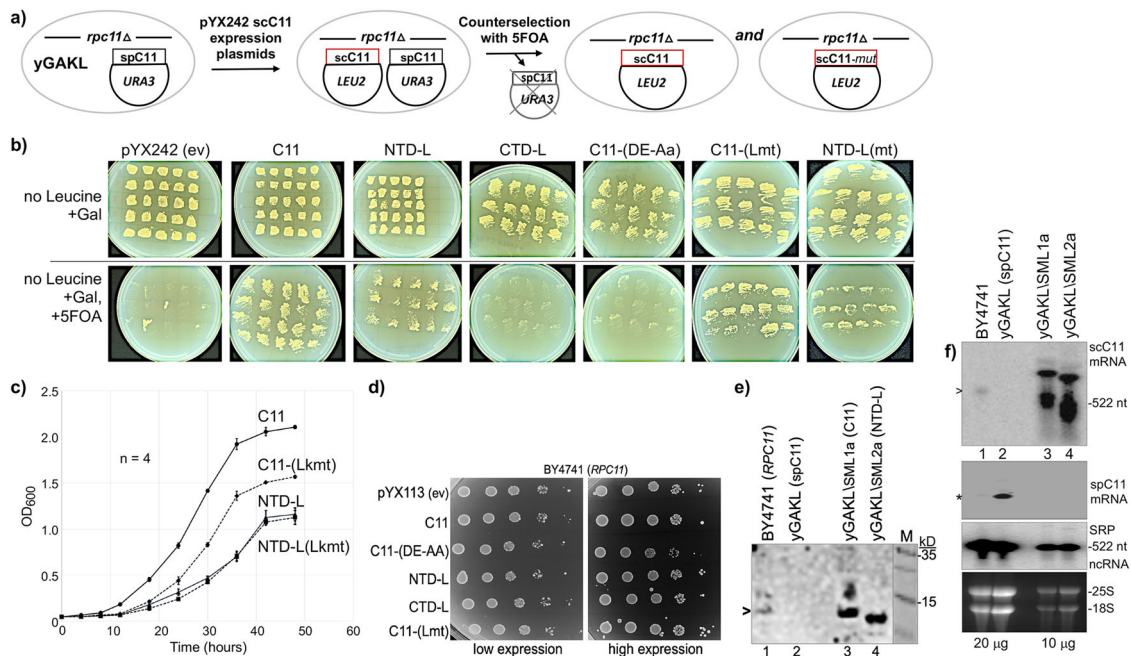 a)
rpc11Δ
yGAKL
spC11
URA3
pYX242 scC11
expression
plasmids
rpc11Δ
scC11
spC11
LEU2
URA3
Counterselection
with 5FOA
spC11
URA3
rpc11Δ
scC11
LEU2
and
rpc11Δ
scC11-mut
LEU2
b)
pYX242 (ev)
C11
NTD-L
CTD-L
C11-(DE-Aa)
C11-(Lmt)
NTD-L(mt)
no Leucine
+Gal
no Leucine
+Gal,
+5FOA
c)
2.5
2.0
1.5
1.0
0.5
0.0
OD600
n = 4
C11
C11-(Lkmt)
NTD-L
NTD-L(Lkmt)
0 10 20 30 40 50 60
Time (hours)
d)
BY4741 (RPC11)
pYX113 (ev)
C11
C11-(DE-AA)
NTD-L
CTD-L
C11-(Lmt)
low expression
high expression
e)
BY4741 (RPC11)
yGAKL (spC11)
yGAKL\SML1a (C11)
yGAKL\SML2a (NTD-L)
M
kD
-35
-15
>
1 2 3 4
f)
BY4741
yGAKL (spC11)
yGAKL\SML1a
yGAKL\SML2a
scC11
mRNA
>
-522 nt
1 2 3 4
spC11
mRNA
*
SRP
-522 nt
ncRNA
-25S
-18S
20 µg
10 µg